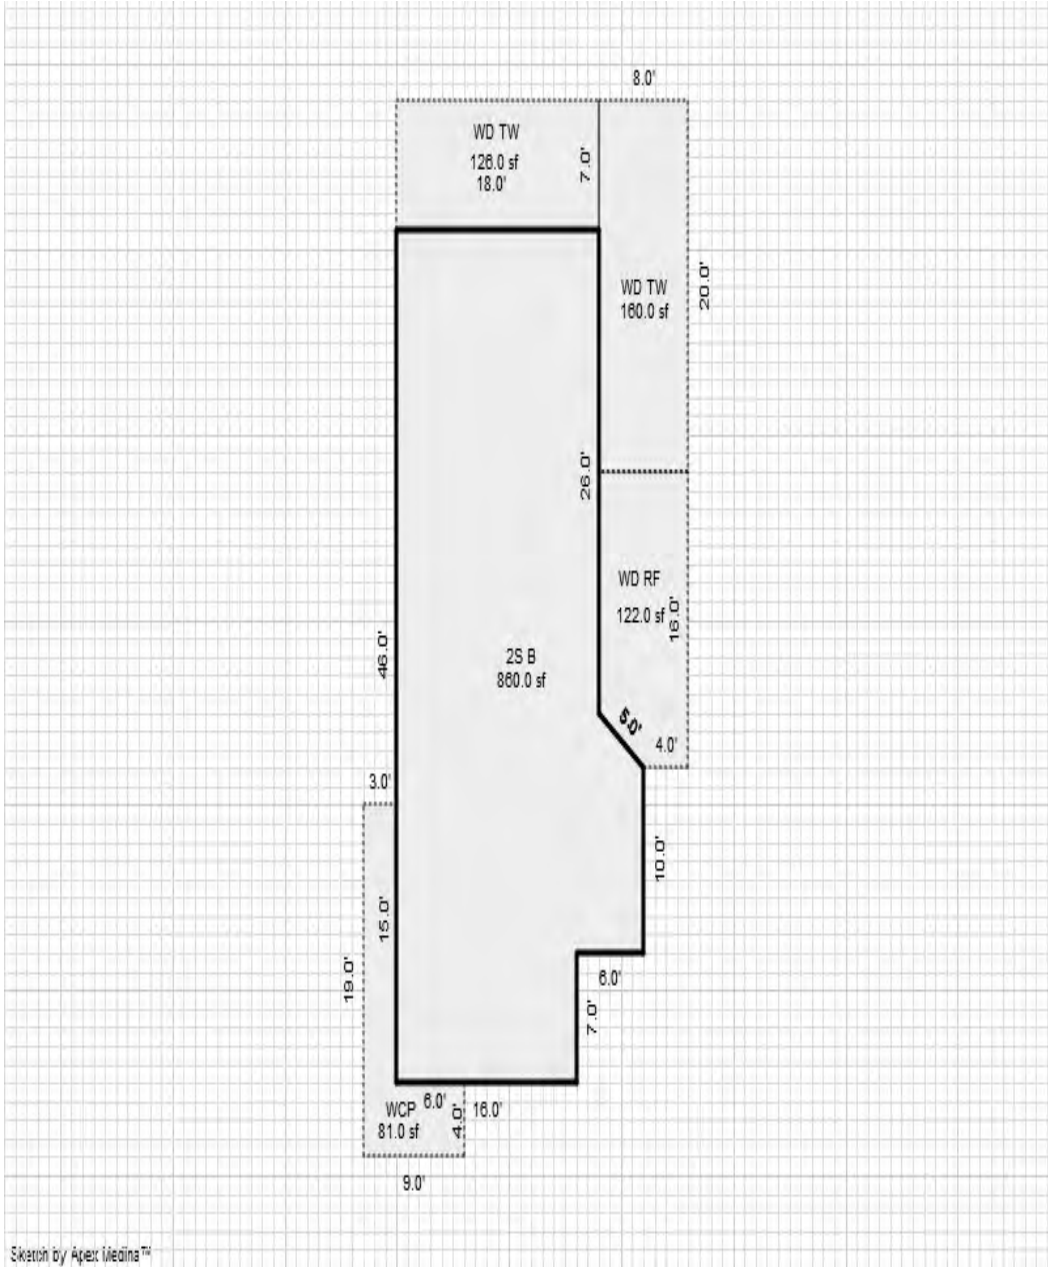 8.0'
WD TW
126.0 sf
18.0'
7.0'
WD TW
160.0 sf
20.0'
26.0'
WD RF
122.0 sf
16.0'
2S B
860.0 sf
46.0'
5.0'
4.0'
3.0'
10.0'
15.0'
19.0'
6.0'
7.0'
6.0'
WCP
81.0 sf
4.0'
16.0'
9.0'
Sketch by Apex Medina™